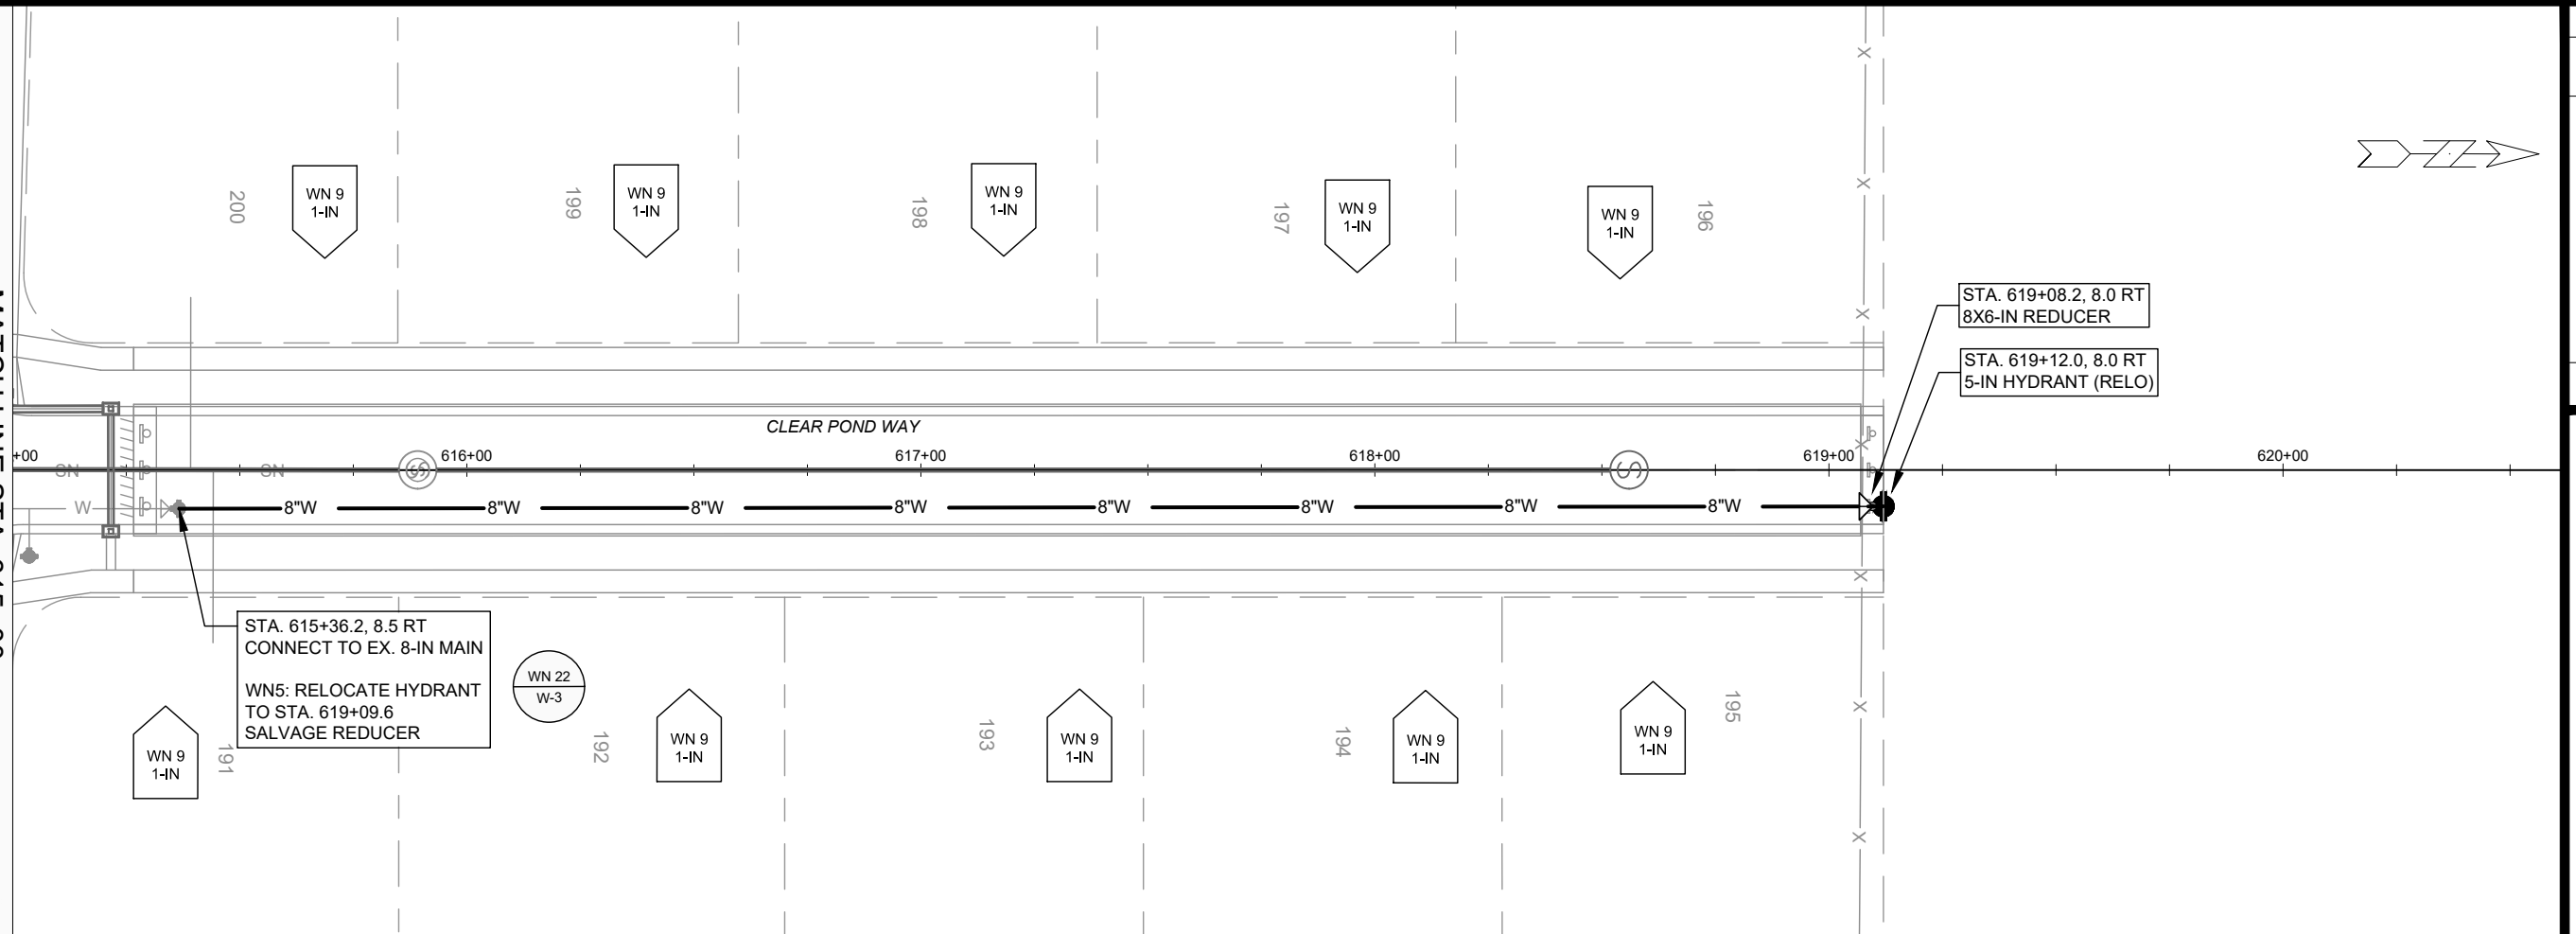 200
WN 9
1-IN
199
WN 9
1-IN
198
WN 9
1-IN
197
WN 9
1-IN
WN 9
1-IN
196
X
X
X
STA. 619+08.2, 8.0 RT
8X6-IN REDUCER
STA. 619+12.0, 8.0 RT
5-IN HYDRANT (RELO)
CLEAR POND WAY
+00
616+00
617+00
618+00
619+00
620+00
SN
SN
S
S
X
W
8"W
8"W
8"W
8"W
8"W
8"W
8"W
8"W
X
X
X
STA. 615+36.2, 8.5 RT
CONNECT TO EX. 8-IN MAIN
WN5: RELOCATE HYDRANT
TO STA. 619+09.6
SALVAGE REDUCER
WN 22
W-3
WN 9
1-IN
191
192
WN 9
1-IN
193
WN 9
1-IN
194
WN 9
1-IN
WN 9
1-IN
195